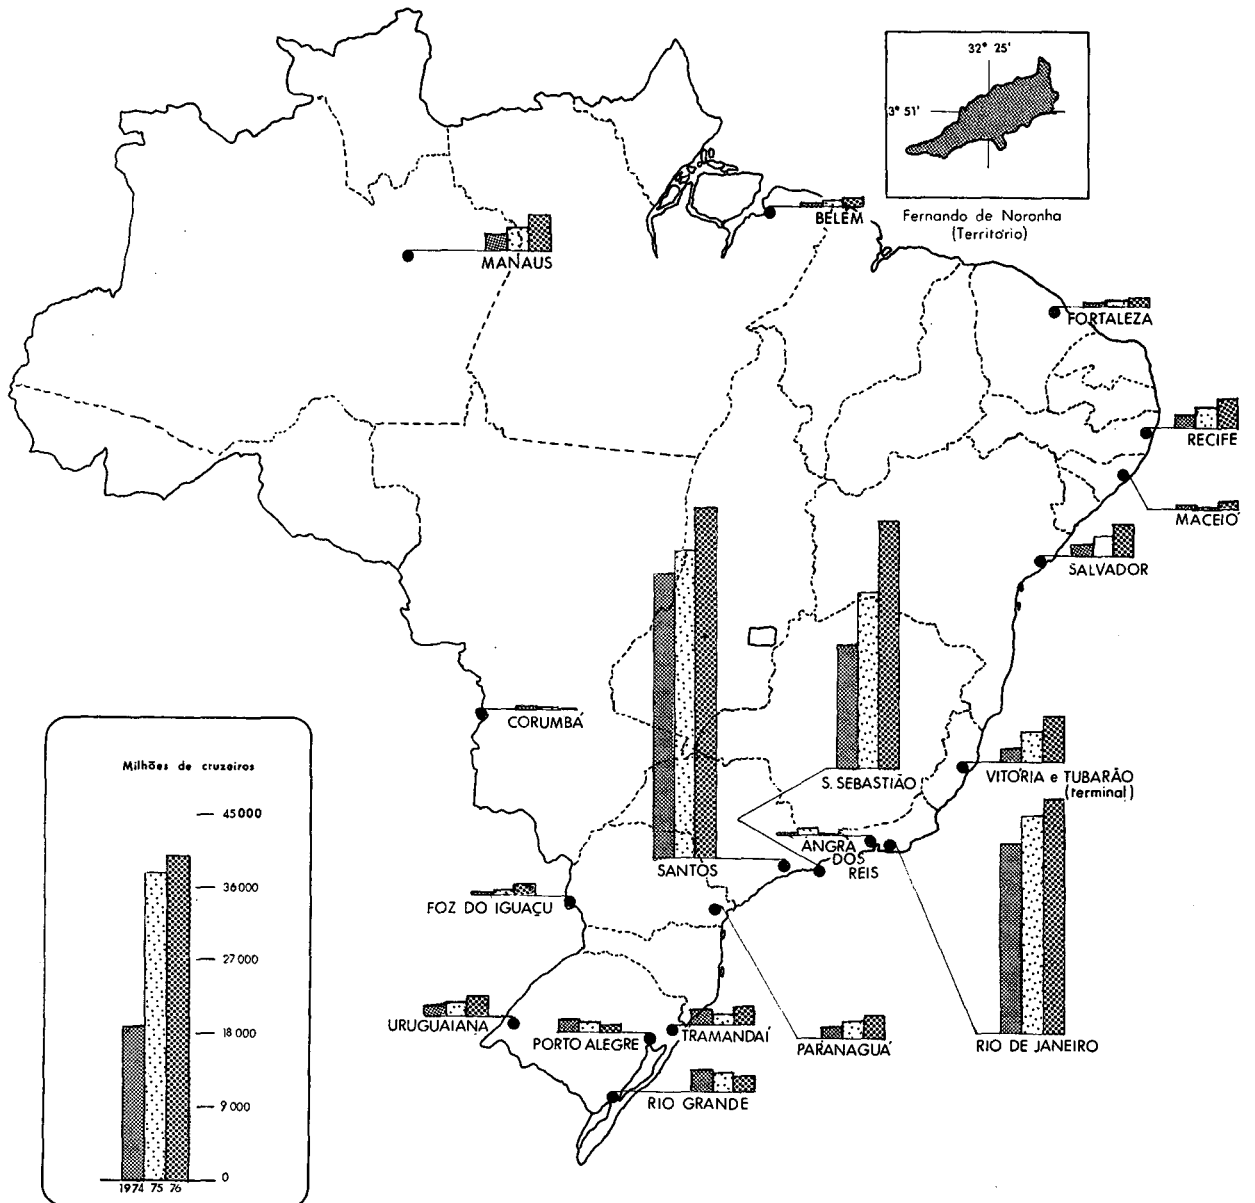 32° 25'
3° 51'
Fernando de Noronha
(Território)
BELÉM
MANAUS
FORTALEZA
RECIFE
MACEIÓ
SALVADOR
CORUMBÁ
S. SEBASTIÃO
VITÓRIA e TUBARÃO
(terminal)
SANTOS
ANGRA
DOS
REIS
FOZ DO IGUAÇU
URUGUAIANA
PORTO ALEGRE
TRAMANDAÍ
PARANAGUÁ
RIO DE JANEIRO
RIO GRANDE
Milhões de cruzeiros
45 000
36 000
27 000
18 000
9 000
0
1974 75 76